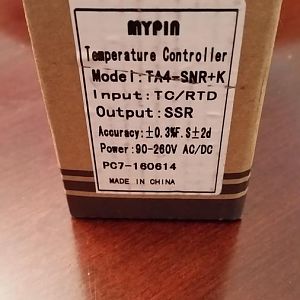 MYPIN
Temperature Controller
Model:TA4-SNR+K
Input:TC/RTD
Output:SSR
Accuracy:±0.3%F.S±2d
Power:90-260V AC/DC
PC7-160614
MADE IN CHINA